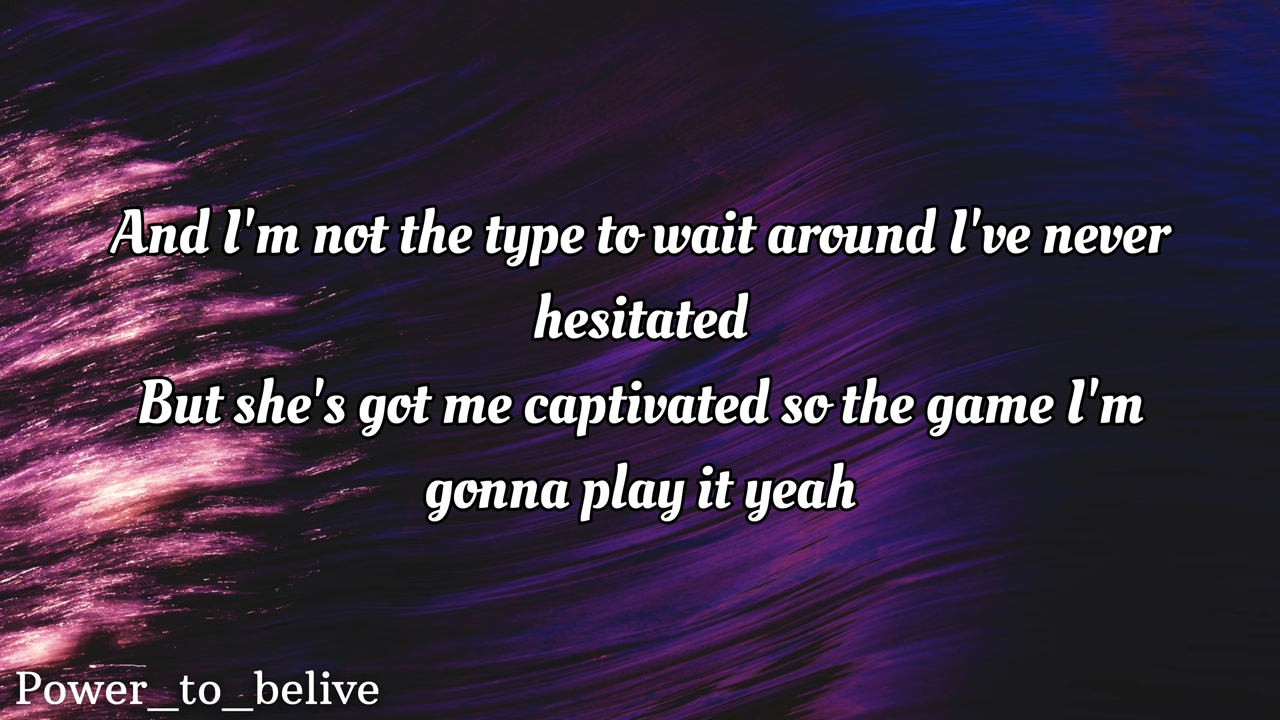 And I'm not the type to wait around I've never
hesitated
But she's got me captivated so the game I'm
gonna play it yeah
Power_to_belive